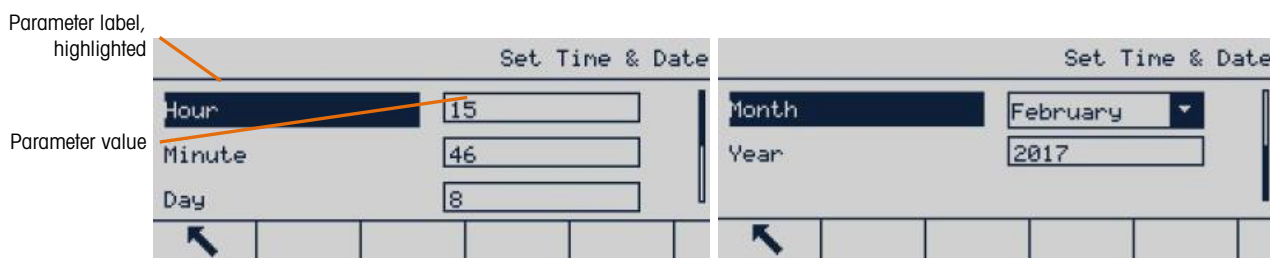 Parameter label,
highlighted
Set Time & Date
Hour 15
Parameter value
Minute 46
Day 8
Set Time & Date
Month February
Year 2017